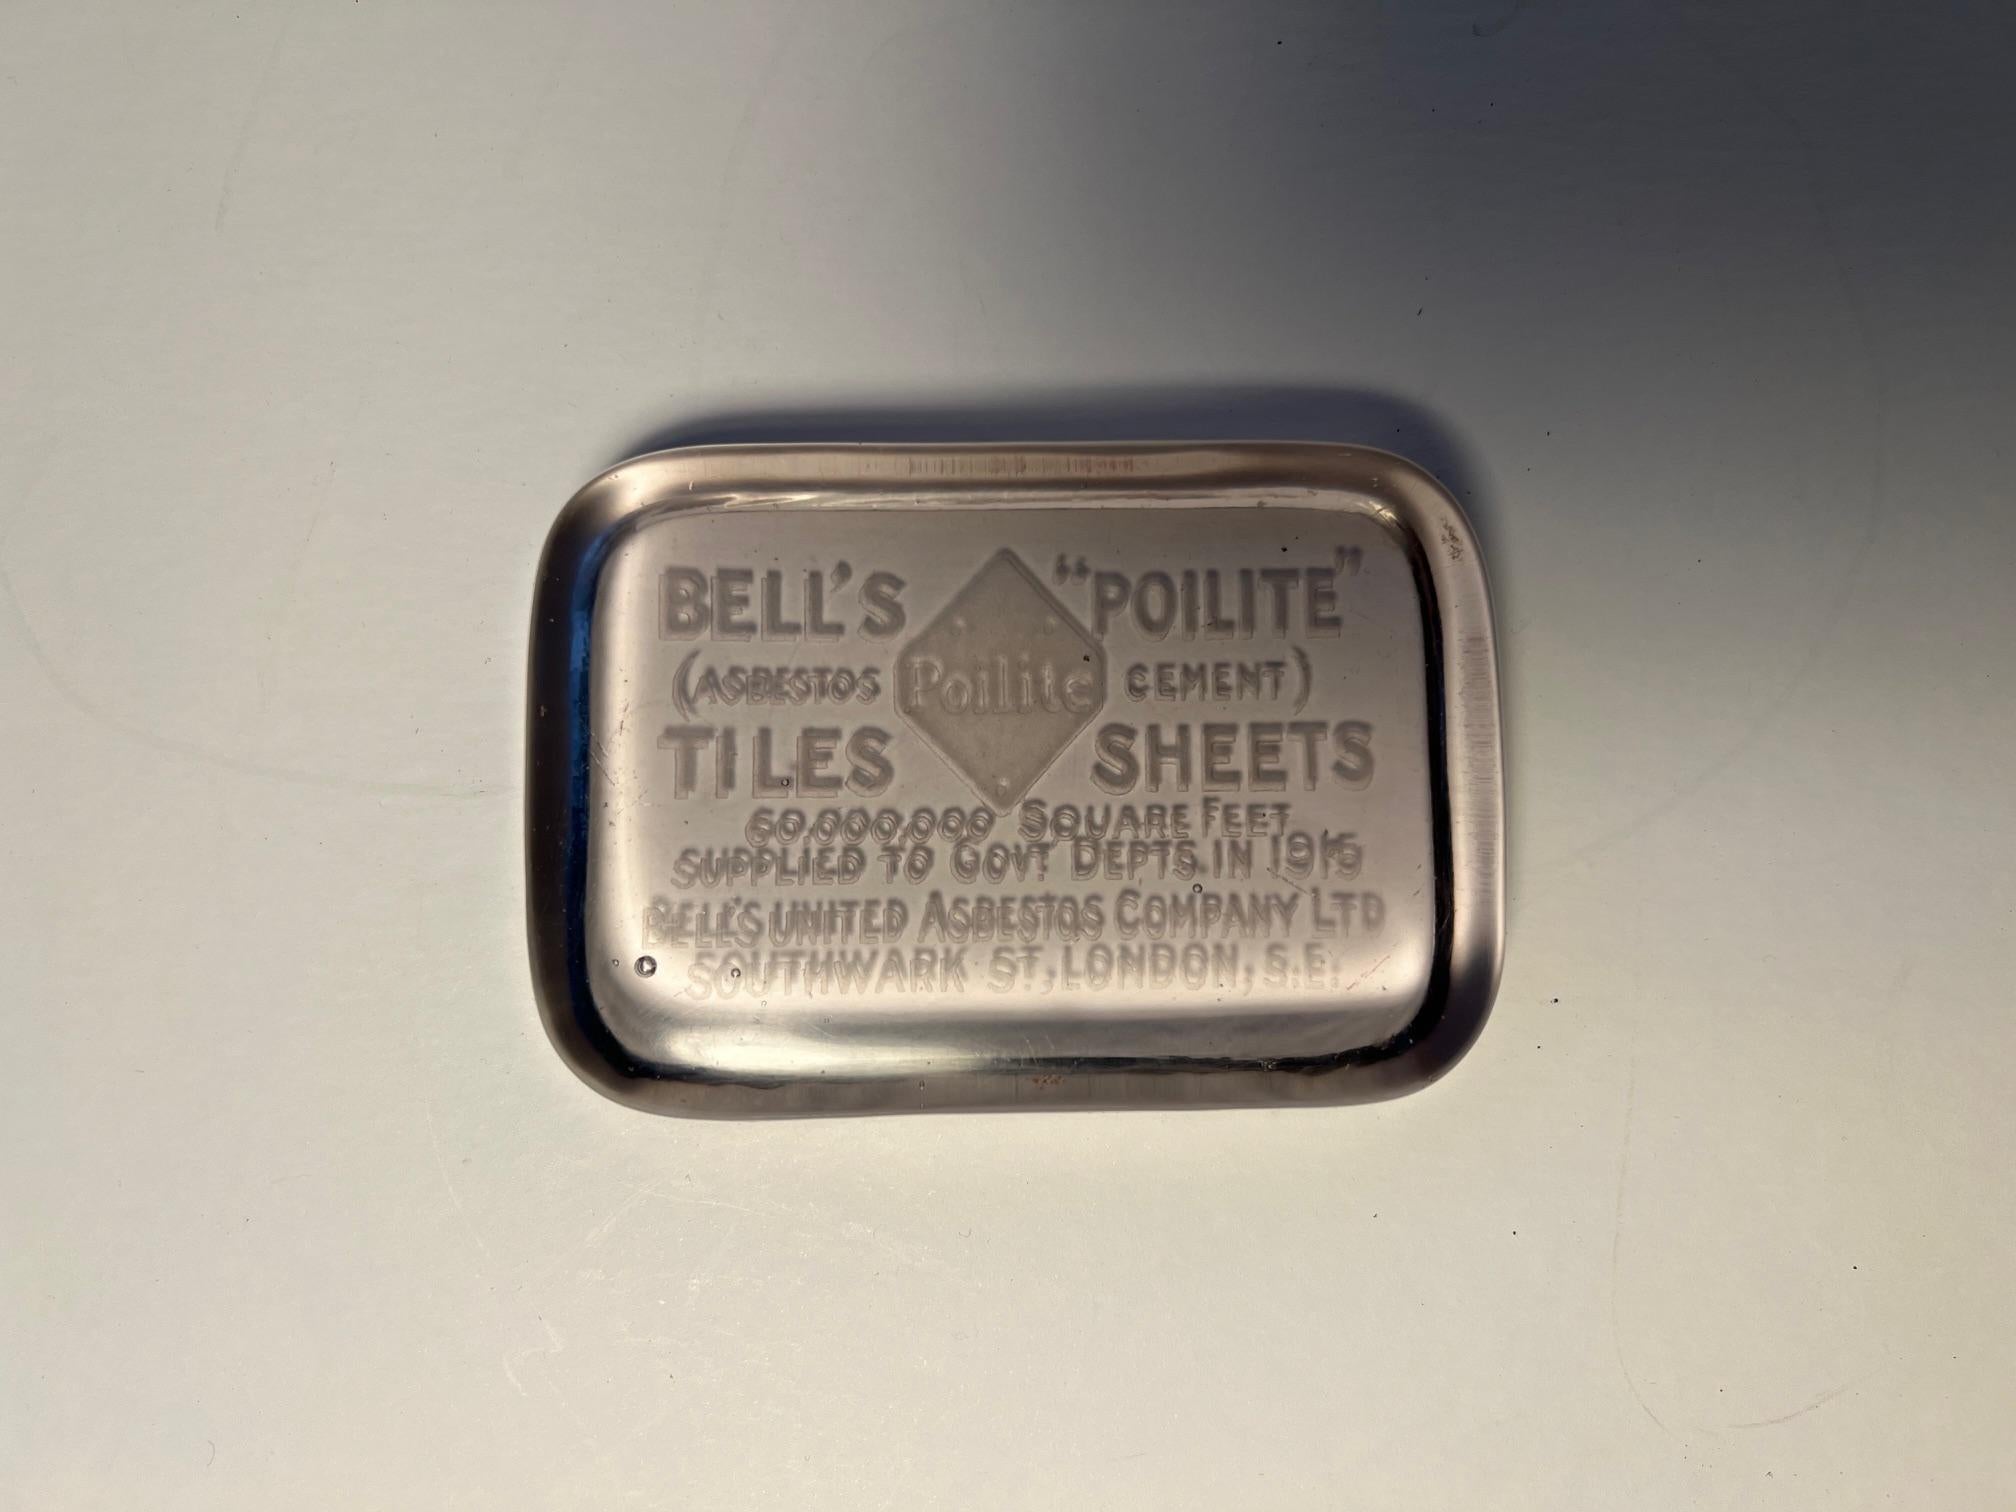 BELL'S "POILITE"
(ASBESTOS Poilite CEMENT)
TILES SHEETS
60,000,000 SQUARE FEET
SUPPLIED TO GOVT. DEPTS. IN 1915
BELL'S UNITED ASBESTOS COMPANY LTD
SOUTHWARK ST., LONDON, S.E.